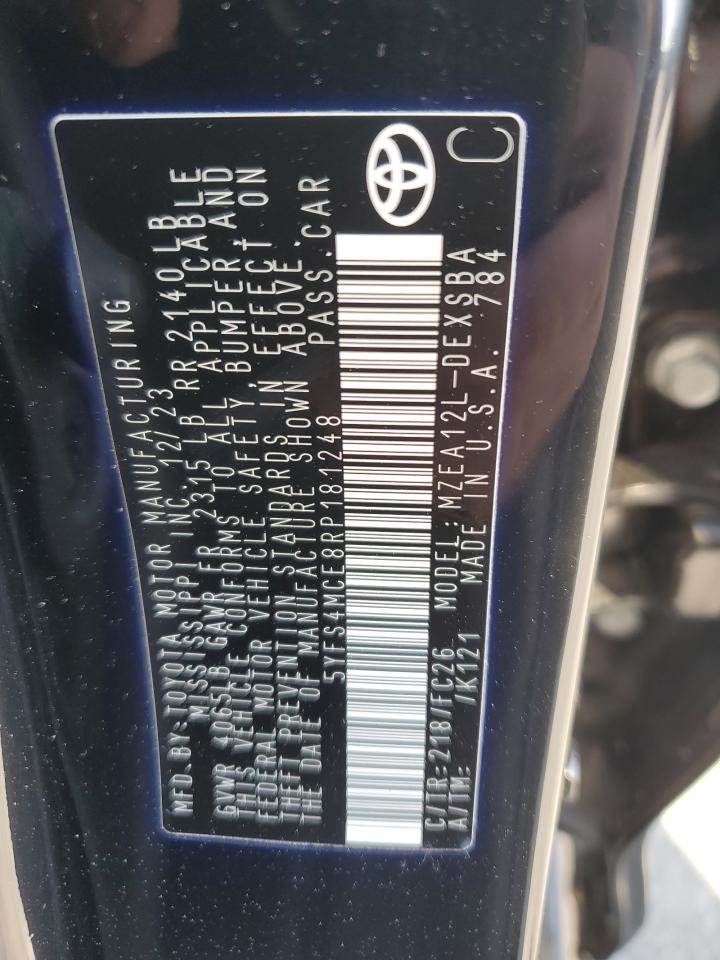 MFD.BY: TOYOTA MOTOR MANUFACTURING
MISSISSIPPI INC. 12/23
GVWR 4065LB GAWR FR 2315 LB RR 2140LB
THIS VEHICLE CONFORMS TO ALL APPLICABLE
FEDERAL MOTOR VEHICLE SAFETY, BUMPER, AND
THEFT PREVENTION STANDARDS IN EFFECT ON
THE DATE OF MANUFACTURE SHOWN ABOVE.
5YFS4MCE8RP181248 PASS.CAR
C/TR: 218/FC26 MODEL: MZEA12L-DEXSBA
A/TM: /K121 MADE IN U.S.A. 784
C